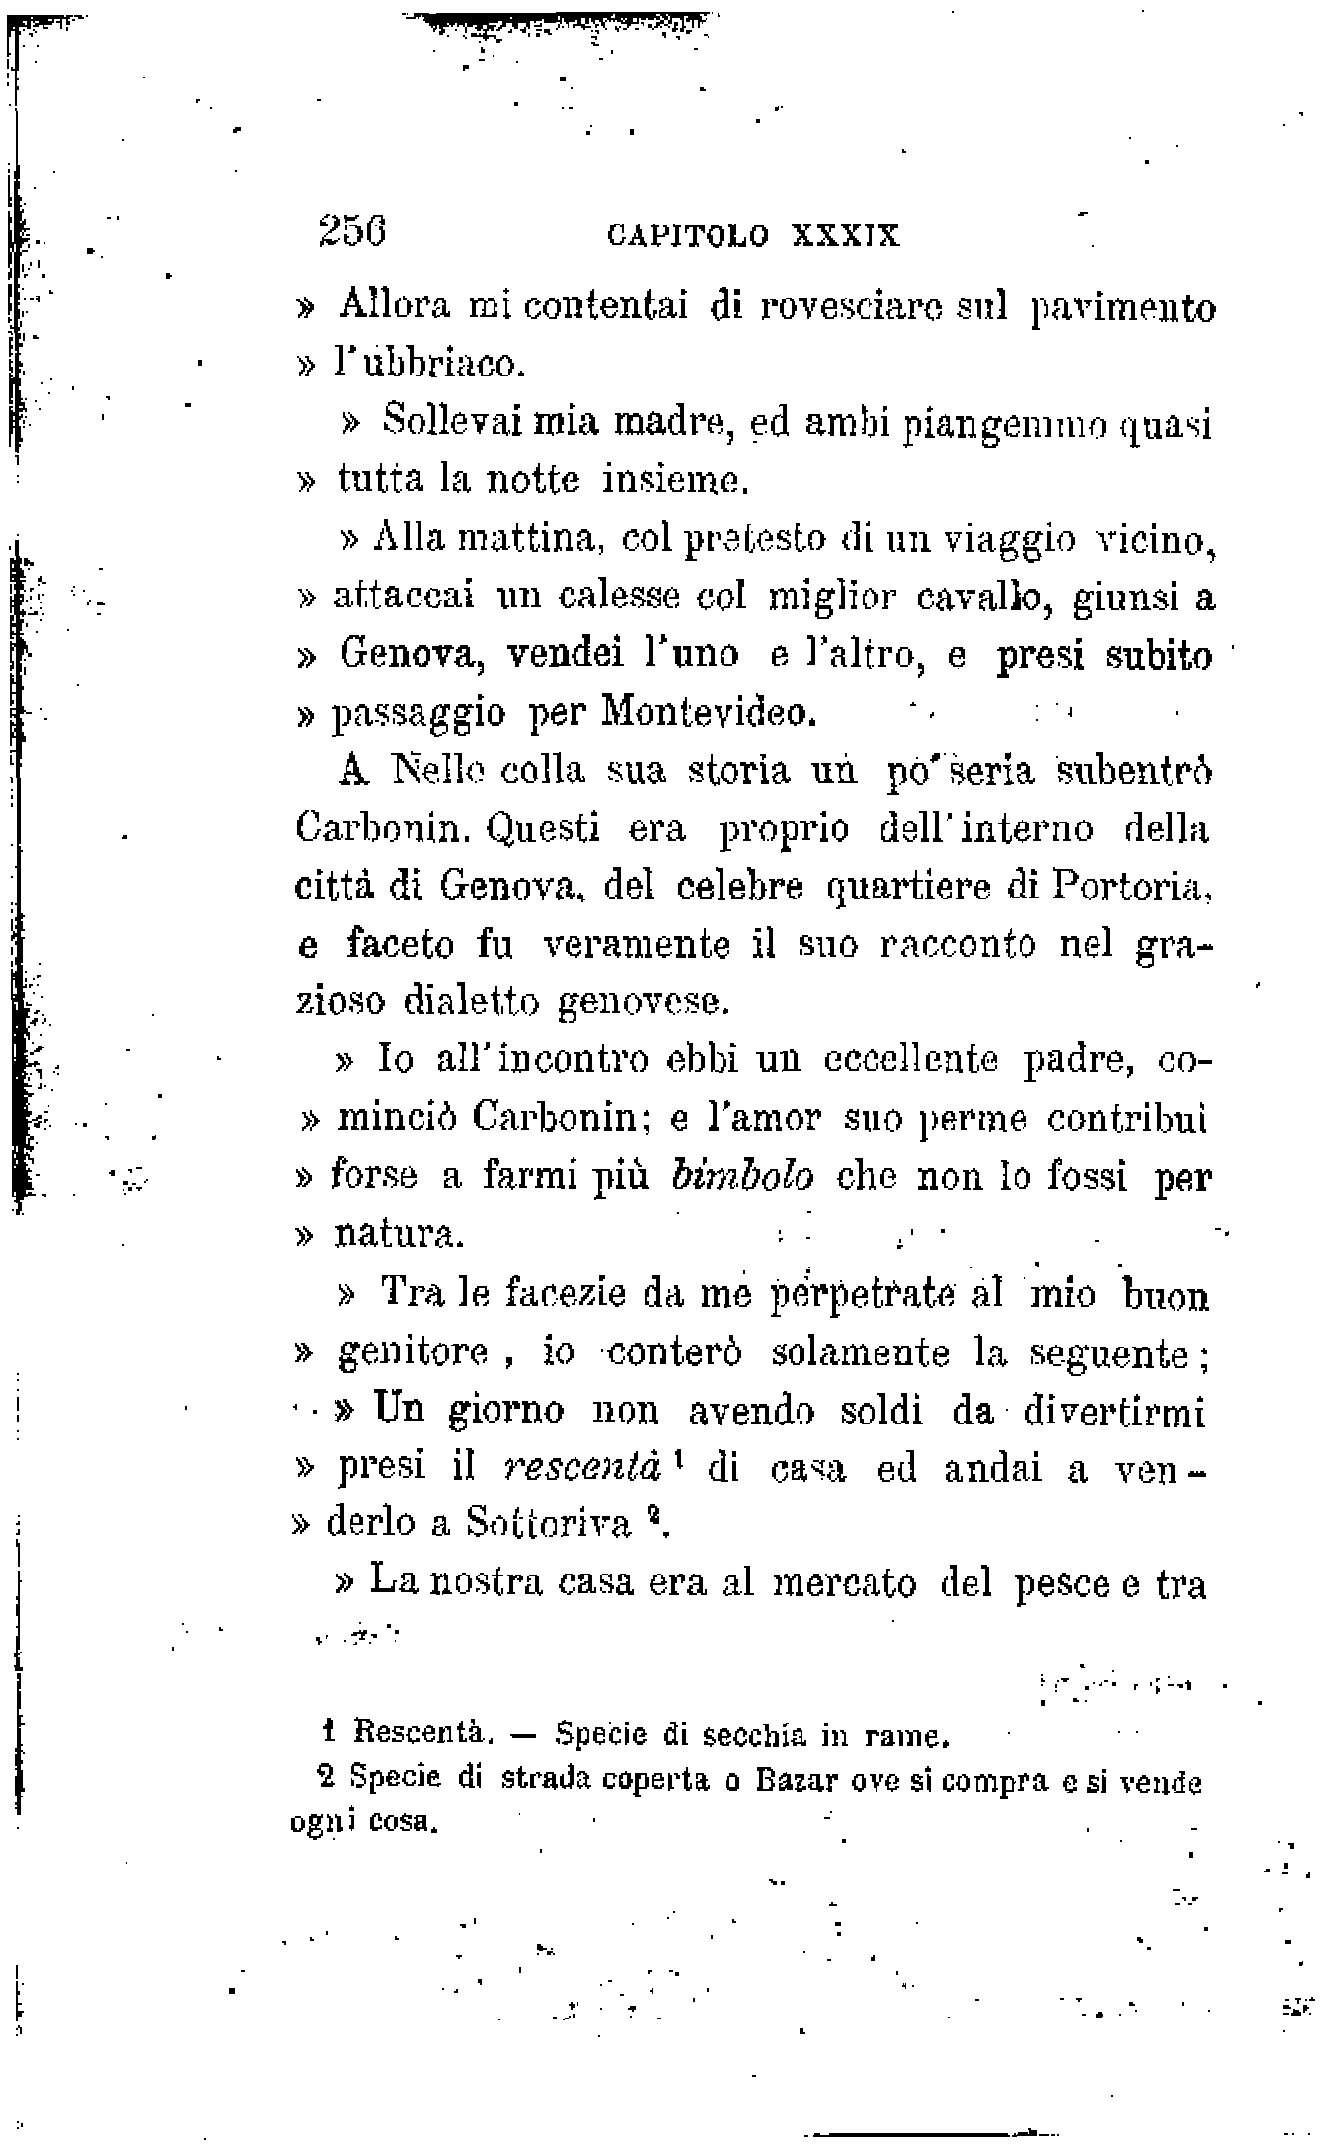 256 CAPITOLO XXXIX
» Allora mi contentai di rovesciare sul pavimento
» l'ubbriaco.
» Sollevai mia madre, ed ambi piangemmo quasi
» tutta la notte insieme.
» Alla mattina, col pretesto di un viaggio vicino,
» attaccai un calesse col miglior cavallo, giunsi a
» Genova, vendei l'uno e l'altro, e presi subito
» passaggio per Montevideo.
A Nello colla sua storia un po' seria subentrò
Carbonin. Questi era proprio dell'interno della
città di Genova, del celebre quartiere di Portoria,
e faceto fu veramente il suo racconto nel gra-
zioso dialetto genovese.
» Io all'incontro ebbi un eccellente padre, co-
» minciò Carbonin; e l'amor suo perme contribuì
» forse a farmi più bimbolo che non lo fossi per
» natura.
» Tra le facezie da me perpetrate al mio buon
» genitore, io conterò solamente la seguente;
» Un giorno non avendo soldi da divertirmi
» presi il rescentà 1 di casa ed andai a ven-
» derlo a Sottoriva 2.
» La nostra casa era al mercato del pesce e tra
1 Rescentà. — Specie di secchia in rame.
2 Specie di strada coperta o Bazar ove si compra e si vende
ogni cosa.